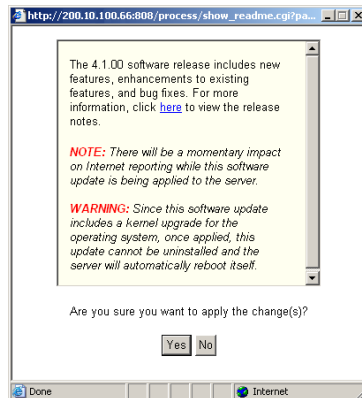 http://200.10.100.66:808/process/show_readme.cgi?pa...
The 4.1.00 software release includes new
features, enhancements to existing
features, and bug fixes. For more
information, click here to view the release
notes.
NOTE: There will be a momentary impact
on Internet reporting while this software
update is being applied to the server.
WARNING: Since this software update
includes a kernel upgrade for the
operating system, once applied, this
update cannot be uninstalled and the
server will automatically reboot itself.
Are you sure you want to apply the change(s)?
Yes No
Done Internet